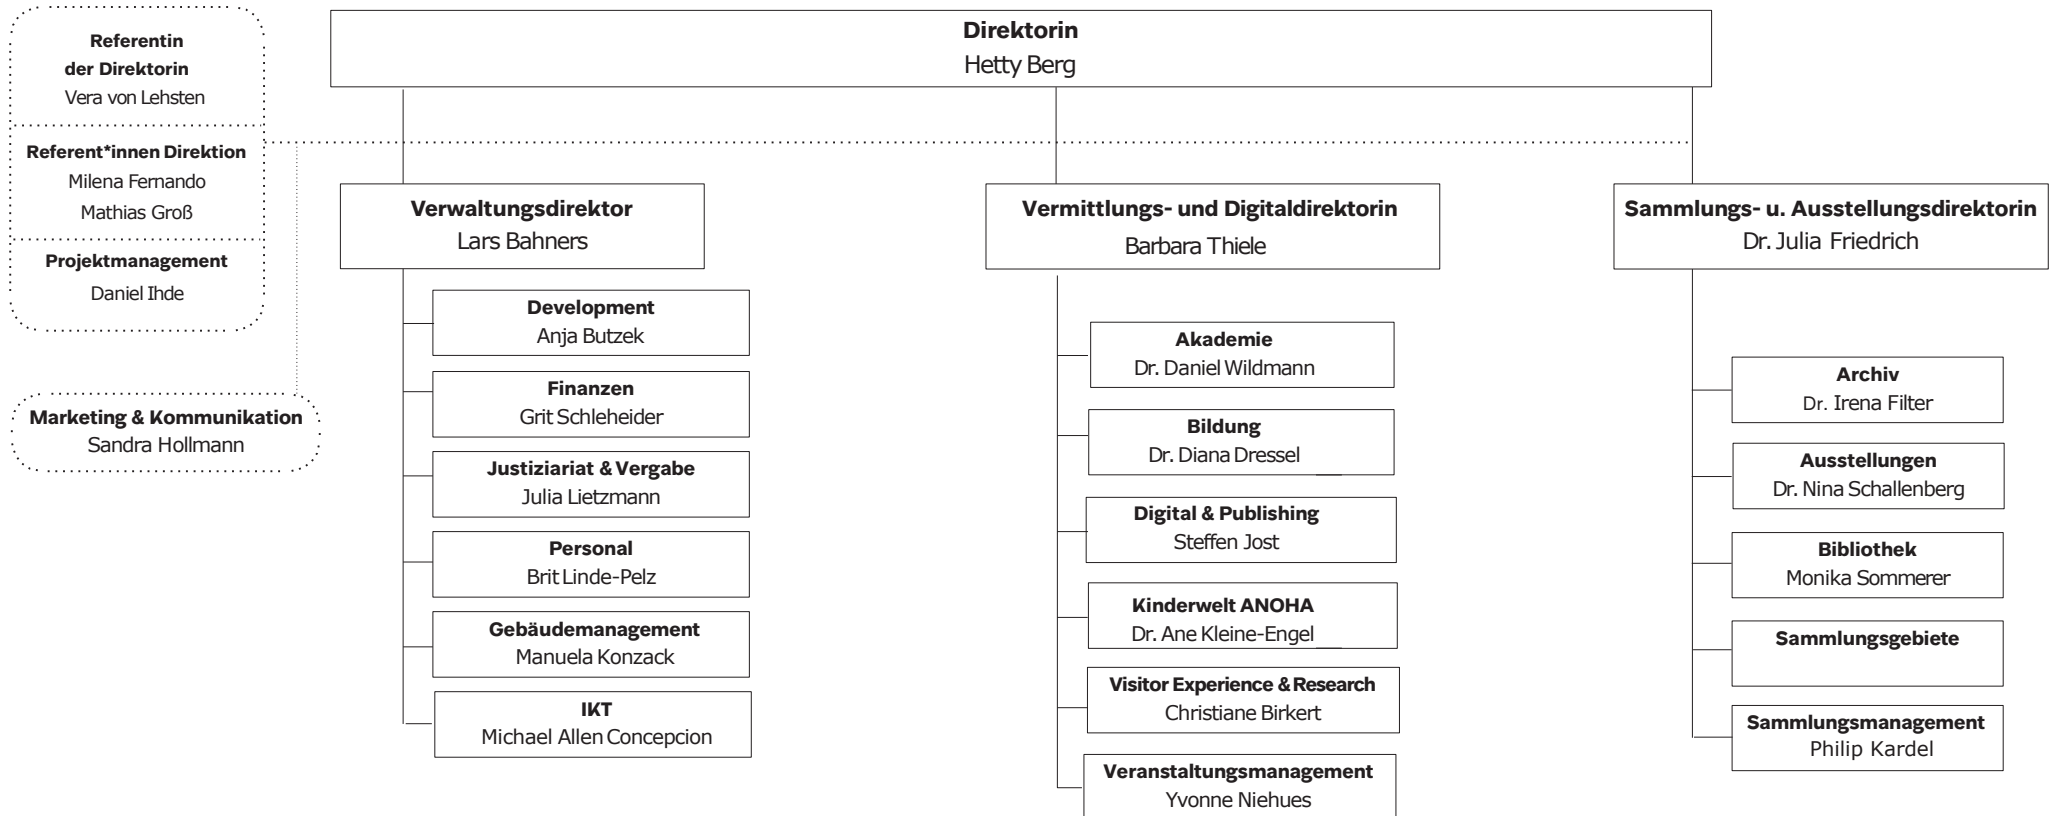 Referentin
der Direktorin
Vera von Lehsten
Referent*innen Direktion
Milena Fernando
Mathias Groß
Projektmanagement
Daniel Ihde
Marketing & Kommunikation
Sandra Hollmann
Direktorin
Hetty Berg
Verwaltungsdirektor
Lars Bahners
Development
Anja Butzek
Finanzen
Grit Schleheider
Justiziariat & Vergabe
Julia Lietzmann
Personal
Brit Linde-Pelz
Gebäudemanagement
Manuela Konzack
IKT
Michael Allen Concepcion
Vermittlungs- und Digitaldirektorin
Barbara Thiele
Akademie
Dr. Daniel Wildmann
Bildung
Dr. Diana Dressel
Digital & Publishing
Steffen Jost
Kinderwelt ANOHA
Dr. Ane Kleine-Engel
Visitor Experience & Research
Christiane Birkert
Veranstaltungsmanagement
Yvonne Niehues
Sammlungs- u. Ausstellungsdirektorin
Dr. Julia Friedrich
Archiv
Dr. Irena Filter
Ausstellungen
Dr. Nina Schallenberg
Bibliothek
Monika Sommerer
Sammlungsgebiete
Sammlungsmanagement
Philip Kardel